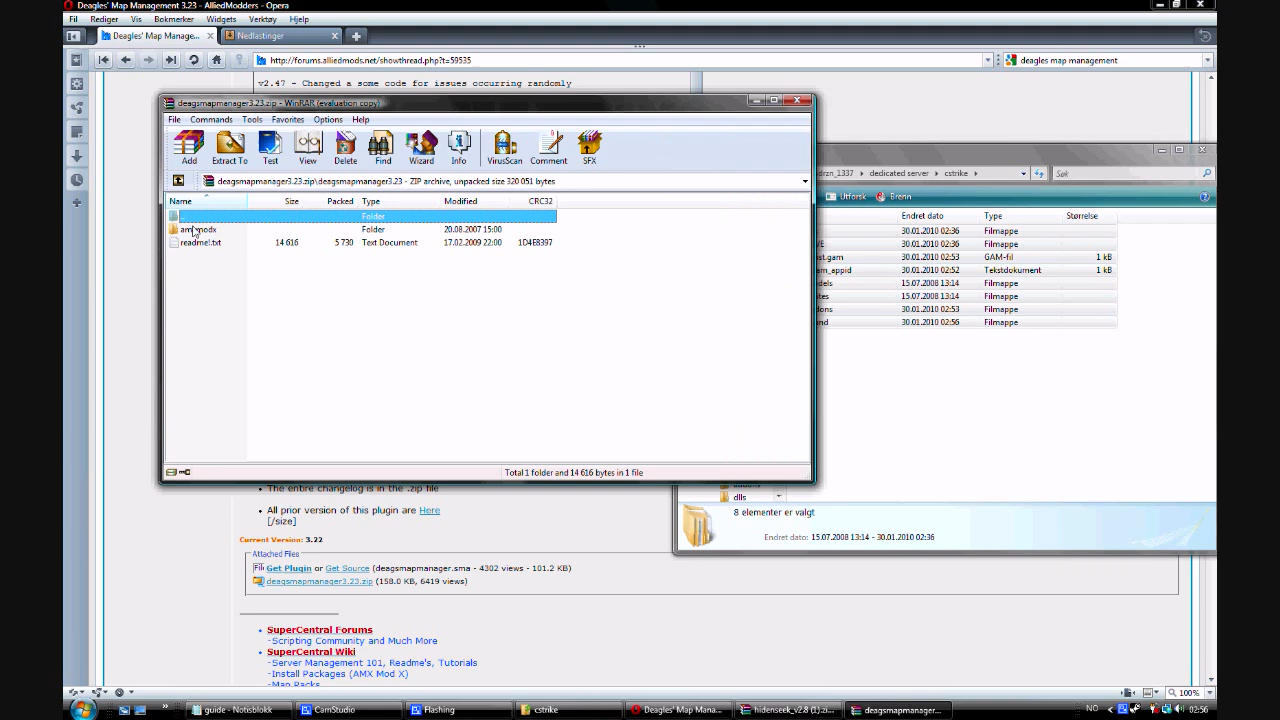 Deagles' Map Management 3.23 - AlliedModders - Opera
Fil Rediger Vis Bokmerker Widgets Verktøy Hjelp
Deagles' Map Manage... Nedlastinger
http://forums.alliedmods.net/showthread.php?t=59535 deagles map management
v2.47 - Changed a some code for issues occurring randomly
deagsmapmanager3.23.zip - WinRAR (evaluation copy)
File Commands Tools Favorites Options Help
Add Extract To Test View Delete Find Wizard Info VirusScan Comment SFX
deagsmapmanager3.23.zip\deagsmapmanager3.23 - ZIP archive, unpacked size 320 051 bytes
Name Size Packed Type Modified CRC32
.. Folder
Folder 20.08.2007 15:00
readme!.txt 14 616 5 730 Text Document 17.02.2009 22:00 1D4E8397
Total 1 folder and 14 616 bytes in 1 file
drzn_1337 dedicated server cstrike Søk
Utforsk Brenn
Endret dato Type Størrelse
30.01.2010 02:36 Filmappe
VE 30.01.2010 02:36 Filmappe
st.gam 30.01.2010 02:53 GAM-fil 1 kB
am_appid 30.01.2010 02:52 Tekstdokument 1 kB
dels 15.07.2008 13:14 Filmappe
ites 15.07.2008 13:14 Filmappe
dons 30.01.2010 02:53 Filmappe
und 30.01.2010 02:56 Filmappe
dlls
8 elementer er valgt
Endret dato: 15.07.2008 13:14 - 30.01.2010 02:36
• The entire changelog is in the .zip file
• All prior version of this plugin are Here
[/size]
Current Version: 3.22
Attached Files
Get Plugin or Get Source (deagsmapmanager.sma - 4302 views - 101.2 KB)
deagsmapmanager3.23.zip (158.0 KB, 6419 views)
• SuperCentral Forums
-Scripting Community and Much More
• SuperCentral Wiki
-Server Management 101, Readme's, Tutorials
-Install Packages (AMX Mod X)
-Map Packs
100%
guide - Notisblokk CamStudio Flashing cstrike Deagles' Map Mana... hidenseek_v2.8 (1).zi... deagsmapmanager... NO 02:56